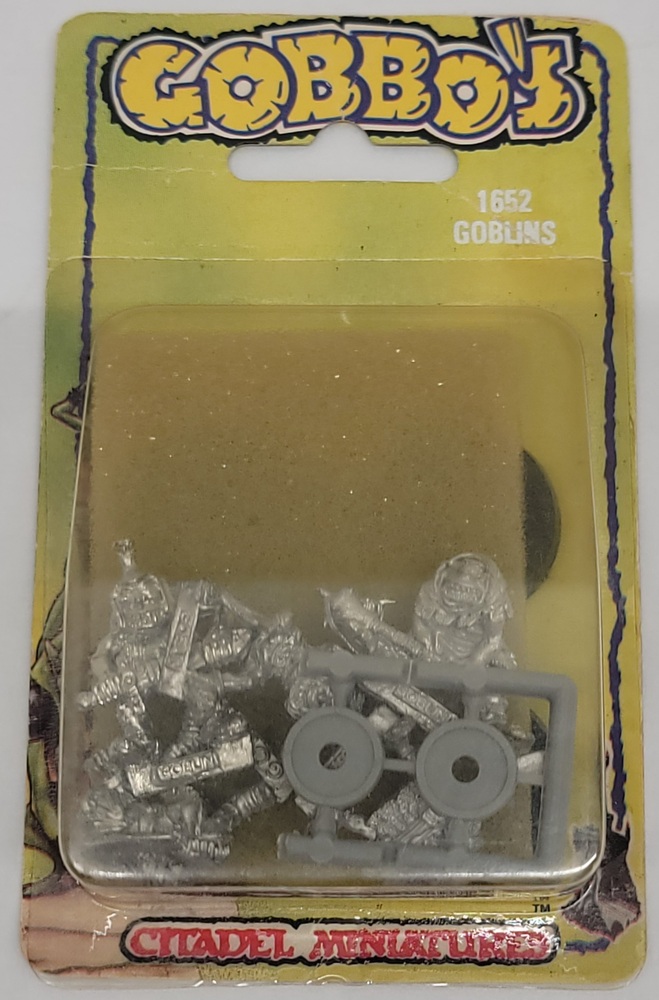 GOBBO'S
1652
GOBLINS
GOBLIN
TM
CITADEL MINIATURES